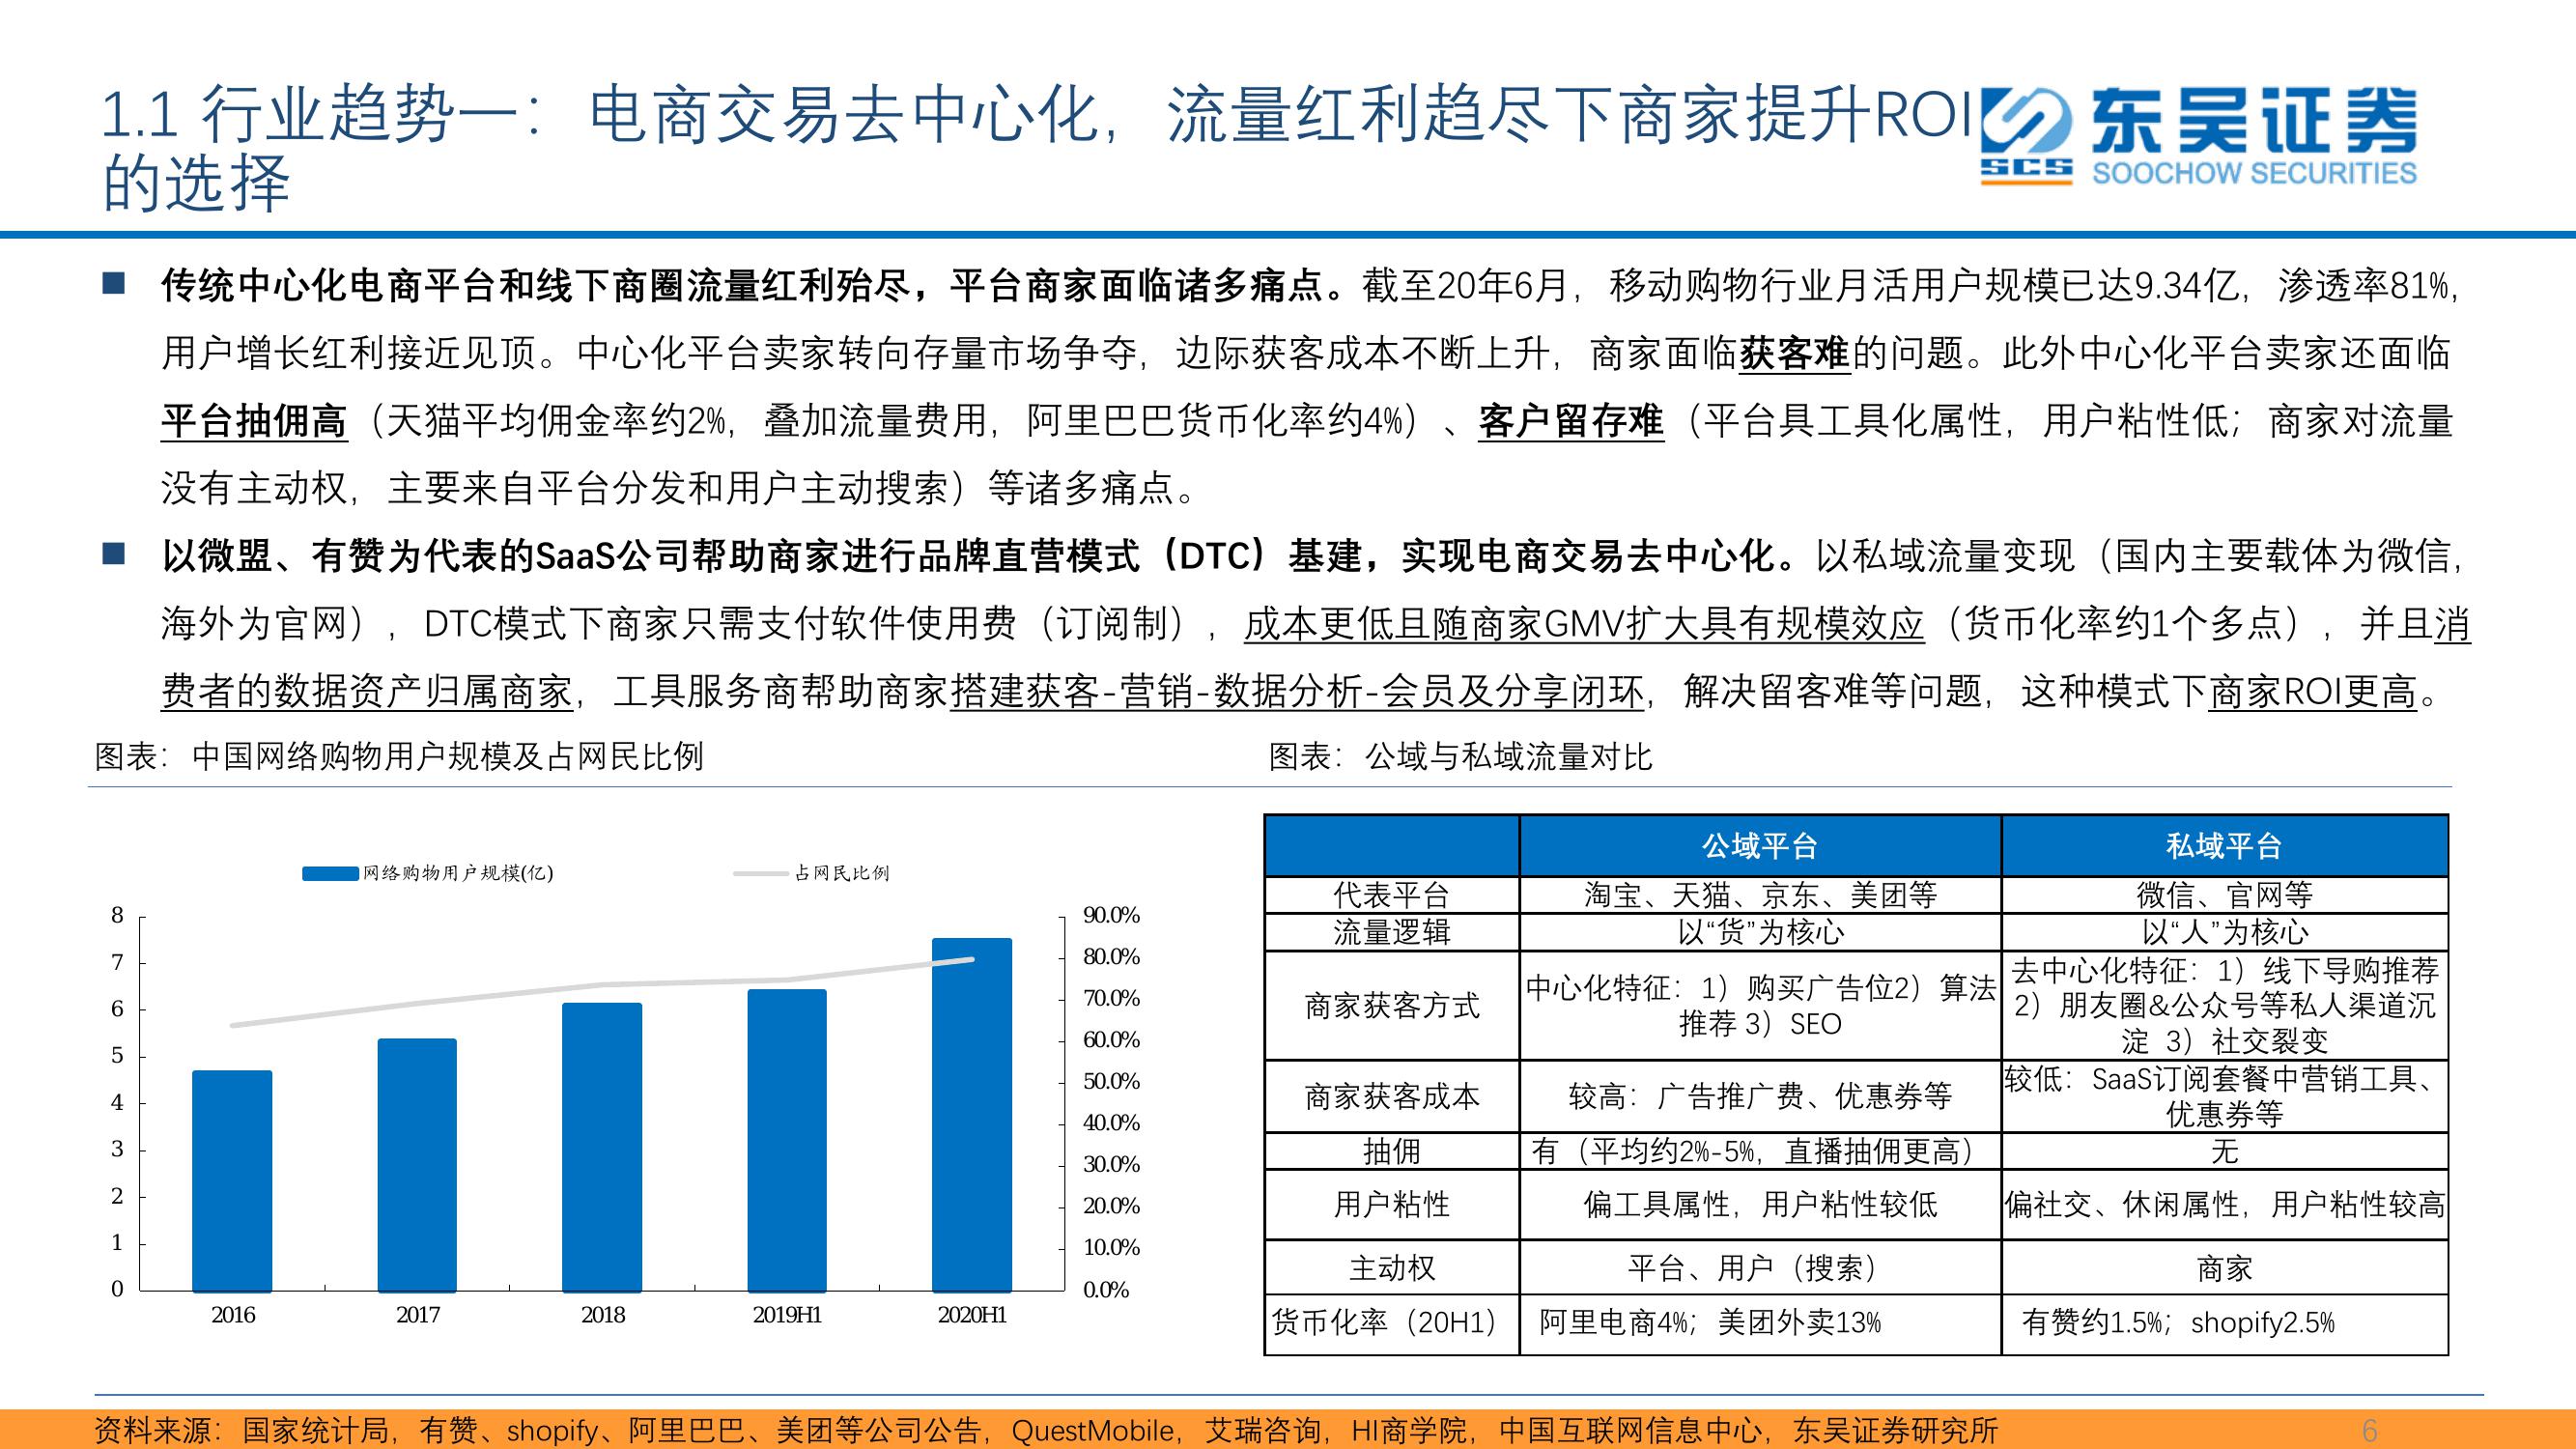 1.1 行业趋势一：电商交易去中心化，流量红利趋尽下商家提升ROI
的选择
SCS
东吴证券
SOOCHOW SECURITIES
■ 传统中心化电商平台和线下商圈流量红利殆尽，平台商家面临诸多痛点。截至20年6月，移动购物行业月活用户规模已达9.34亿，渗透率81%，
用户增长红利接近见顶。中心化平台卖家转向存量市场争夺，边际获客成本不断上升，商家面临获客难的问题。此外中心化平台卖家还面临
平台抽佣高（天猫平均佣金率约2%，叠加流量费用，阿里巴巴货币化率约4%）、客户留存难（平台具工具化属性，用户粘性低；商家对流量
没有主动权，主要来自平台分发和用户主动搜索）等诸多痛点。
■ 以微盟、有赞为代表的SaaS公司帮助商家进行品牌直营模式（DTC）基建，实现电商交易去中心化。以私域流量变现（国内主要载体为微信，
海外为官网），DTC模式下商家只需支付软件使用费（订阅制），成本更低且随商家GMV扩大具有规模效应（货币化率约1个多点），并且消
费者的数据资产归属商家，工具服务商帮助商家搭建获客-营销-数据分析-会员及分享闭环，解决留客难等问题，这种模式下商家ROI更高。
图表：中国网络购物用户规模及占网民比例
网络购物用户规模(亿) 占网民比例
8
7
6
5
4
3
2
1
0
90.0%
80.0%
70.0%
60.0%
50.0%
40.0%
30.0%
20.0%
10.0%
0.0%
2016 2017 2018 2019H1 2020H1
图表：公域与私域流量对比
公域平台 私域平台
代表平台 淘宝、天猫、京东、美团等 微信、官网等
流量逻辑 以“货”为核心 以“人”为核心
商家获客方式
中心化特征：1）购买广告位2）算法
推荐 3）SEO
去中心化特征：1）线下导购推荐
2）朋友圈&公众号等私人渠道沉
淀 3）社交裂变
商家获客成本 较高：广告推广费、优惠券等
较低：SaaS订阅套餐中营销工具、
优惠券等
抽佣 有（平均约2%-5%，直播抽佣更高） 无
用户粘性 偏工具属性，用户粘性较低 偏社交、休闲属性，用户粘性较高
主动权 平台、用户（搜索） 商家
货币化率（20H1） 阿里电商4%；美团外卖13% 有赞约1.5%；shopify2.5%
资料来源：国家统计局，有赞、shopify、阿里巴巴、美团等公司公告，QuestMobile，艾瑞咨询，HI商学院，中国互联网信息中心，东吴证券研究所
6